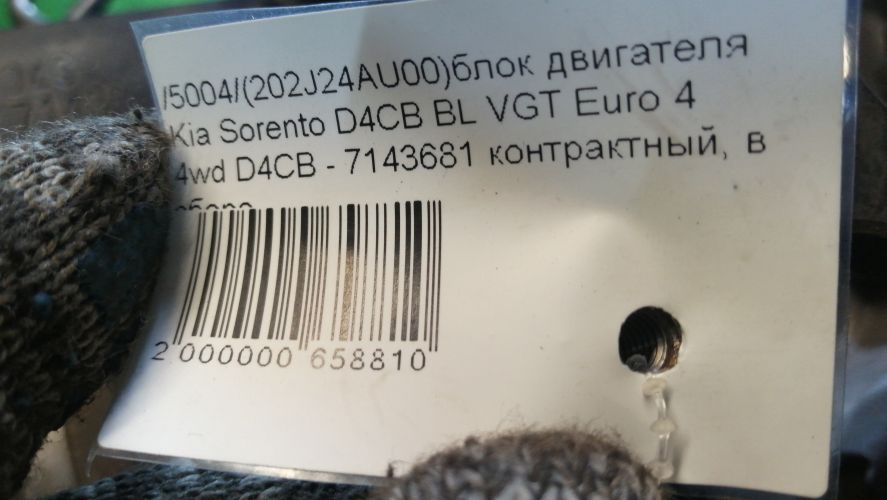 /5004/(202J24AU00)блок двигателя
Kia Sorento D4CB BL VGT Euro 4
4wd D4CB - 7143681 контрактный, в
2 000000 658810